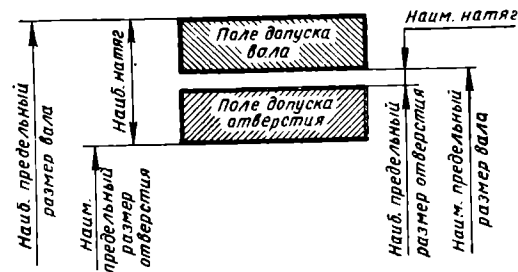 Поле допуска
вала
Поле допуска
отверстия
Наиб. предельный
размер вала
Наиб. натяг
Наим.
предельный
размер
отверстия
Наим. натяг
Наиб. предельный
размер отверстия
Наим. предельный
размер вала